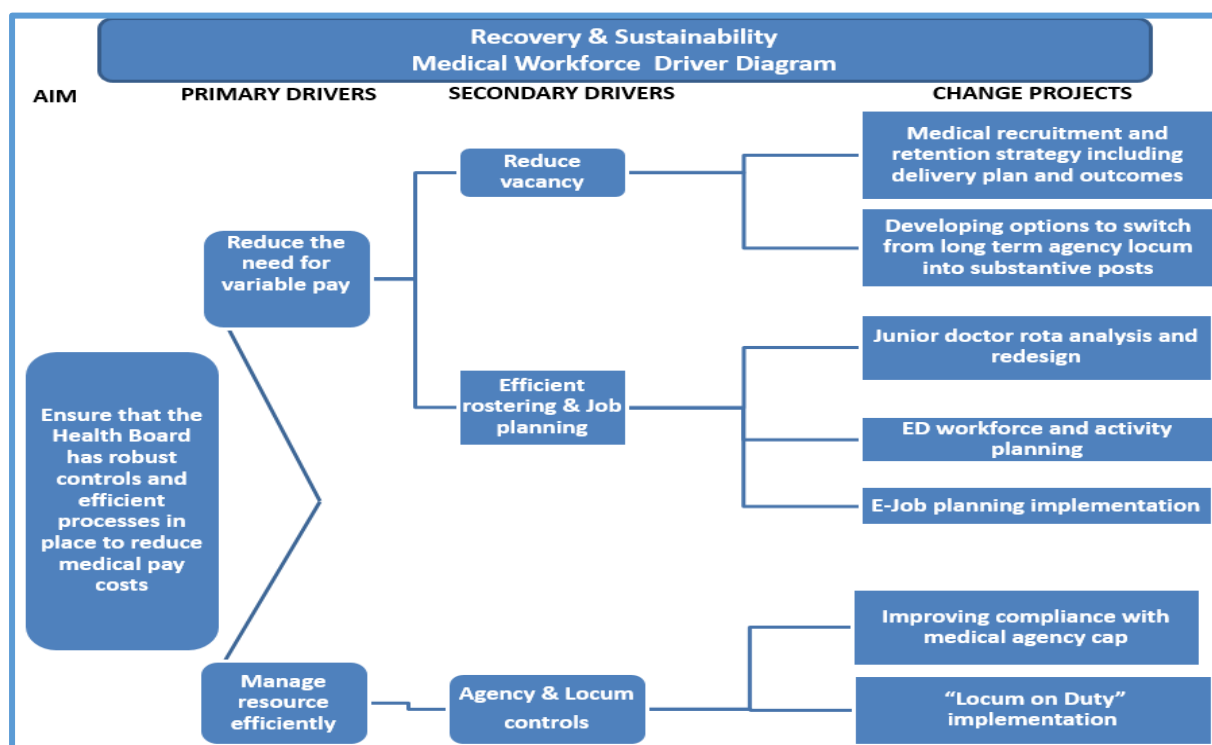 Recovery & Sustainability
Medical Workforce Driver Diagram
AIM
PRIMARY DRIVERS
SECONDARY DRIVERS
CHANGE PROJECTS
Ensure that the
Health Board
has robust
controls and
efficient
processes in
place to reduce
medical pay
costs
Reduce the
need for
variable pay
Reduce
vacancy
Medical recruitment and
retention strategy including
delivery plan and outcomes
Developing options to switch
from long term agency locum
into substantive posts
Efficient
rostering & Job
planning
Junior doctor rota analysis and
redesign
ED workforce and activity
planning
E-Job planning implementation
Manage
resource
efficiently
Agency & Locum
controls
Improving compliance with
medical agency cap
“Locum on Duty”
implementation